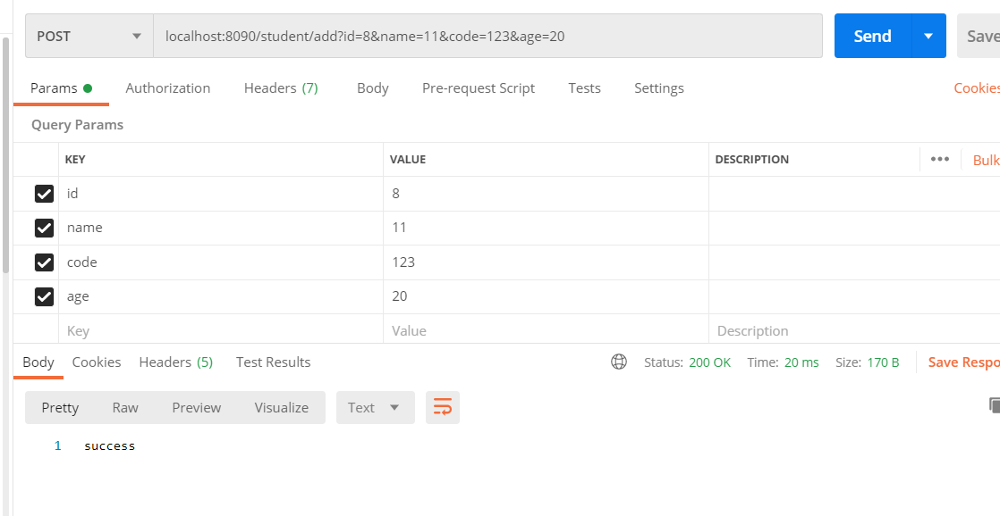 POST localhost:8090/student/add?id=8&name=11&code=123&age=20 Send Save
Params Authorization Headers (7) Body Pre-request Script Tests Settings Cookies
Query Params
KEY VALUE DESCRIPTION ••• Bulk
id 8
name 11
code 123
age 20
Key Value Description
Body Cookies Headers (5) Test Results Status: 200 OK Time: 20 ms Size: 170 B Save Respo
Pretty Raw Preview Visualize Text
1 success